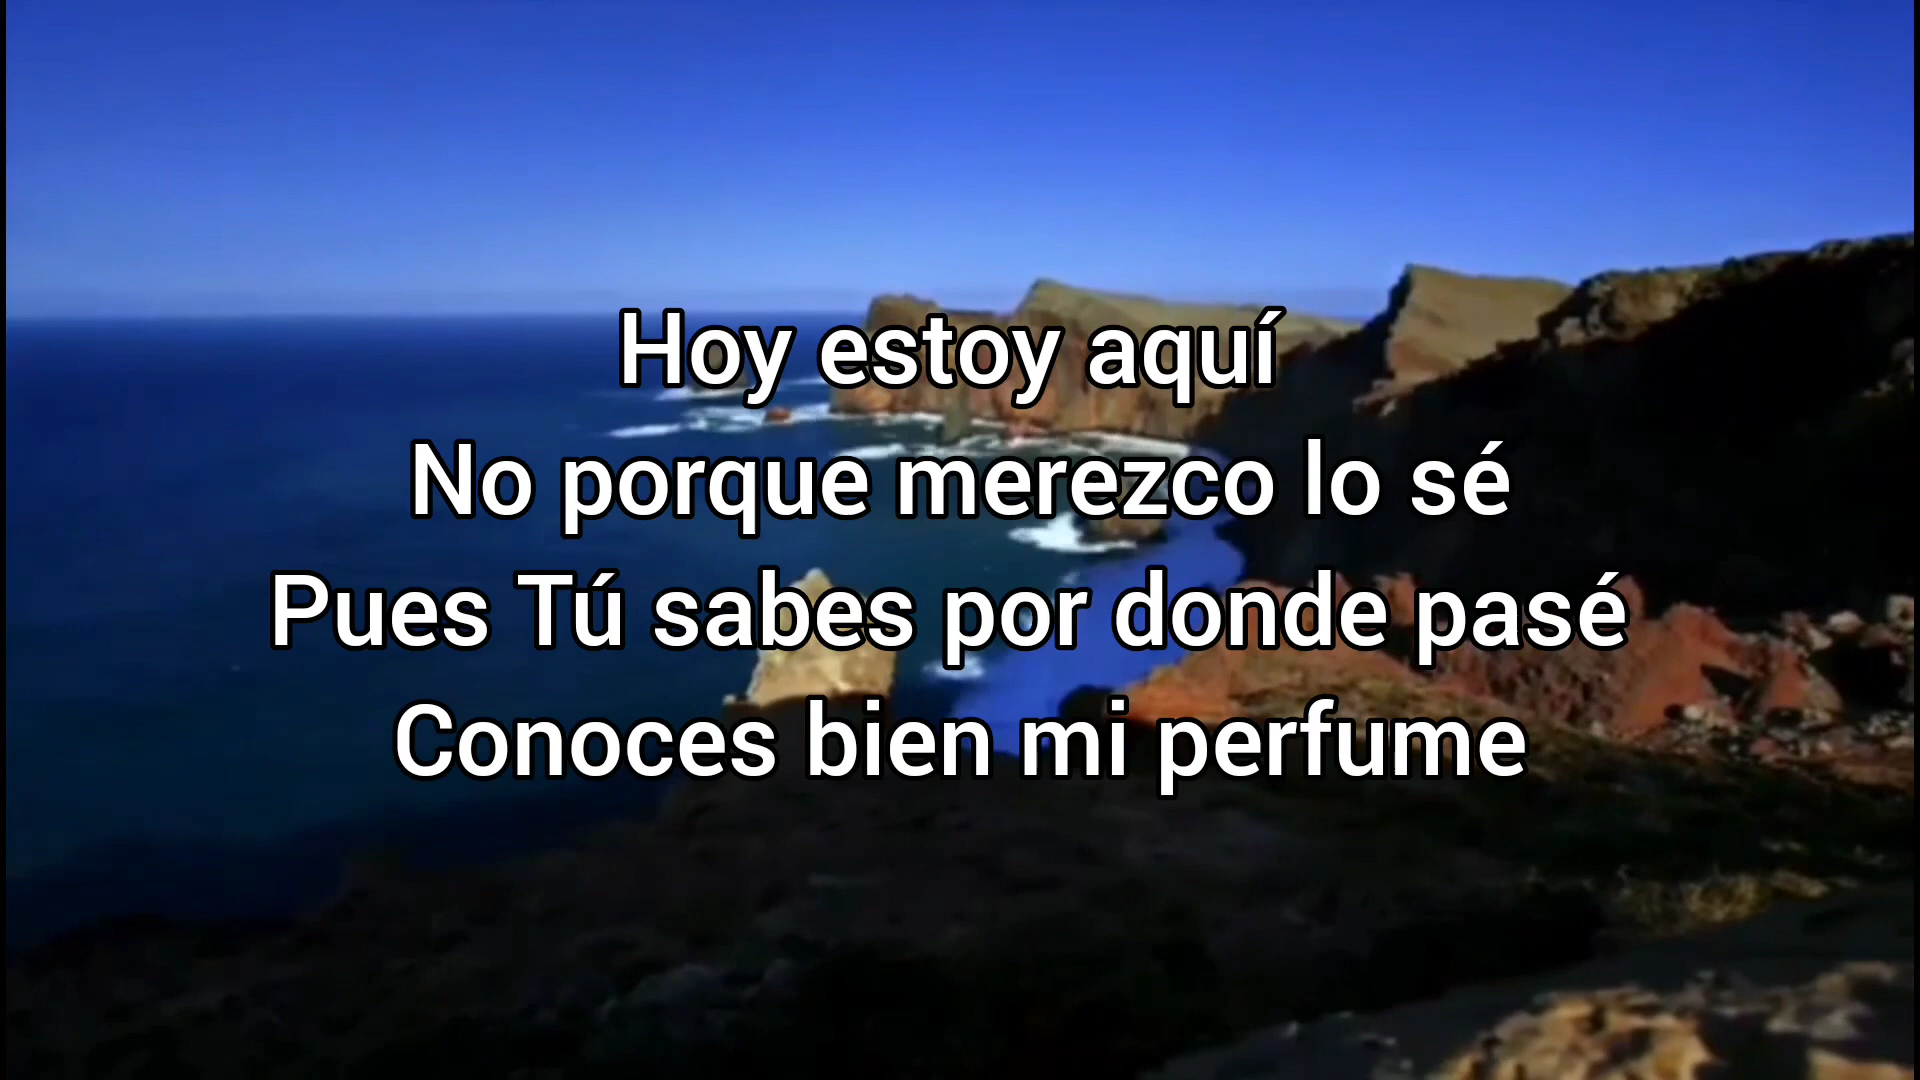 Hoy estoy aquí
No porque merezco lo sé
Pues Tú sabes por donde pasé
Conoces bien mi perfume